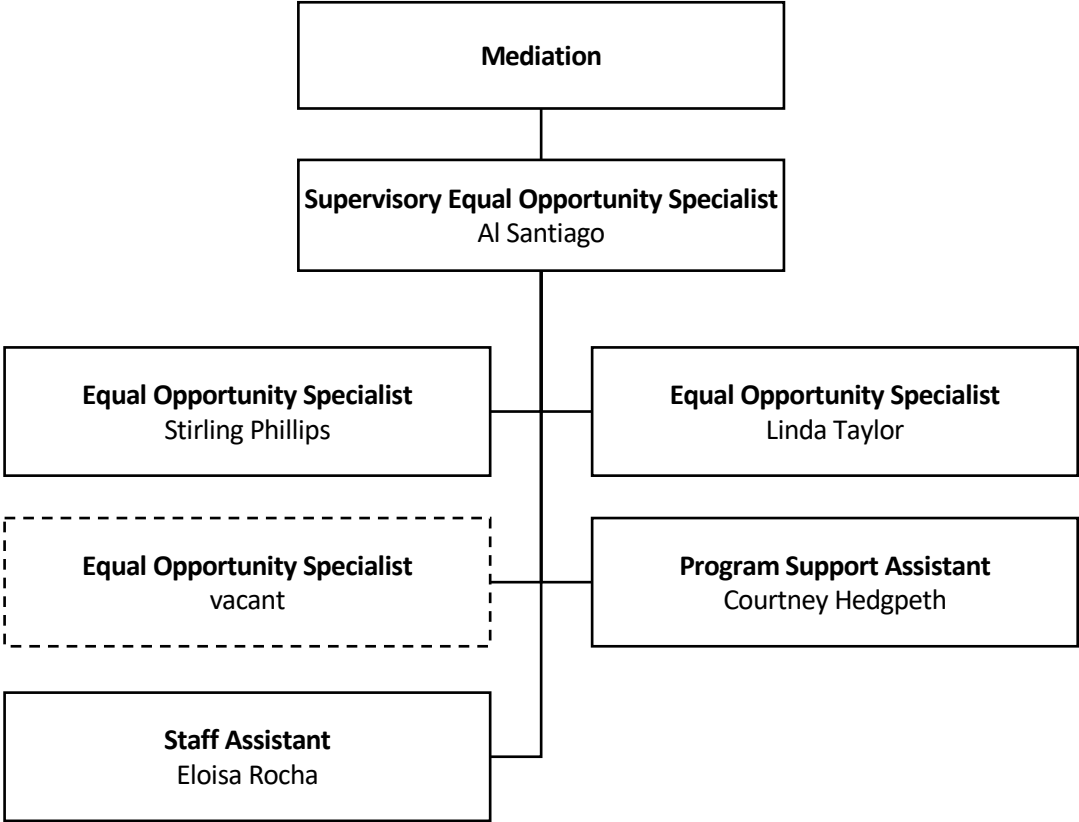 Mediation
Supervisory Equal Opportunity Specialist
Al Santiago
Equal Opportunity Specialist
Stirling Phillips
Equal Opportunity Specialist
Linda Taylor
Equal Opportunity Specialist
vacant
Program Support Assistant
Courtney Hedgpeth
Staff Assistant
Eloisa Rocha